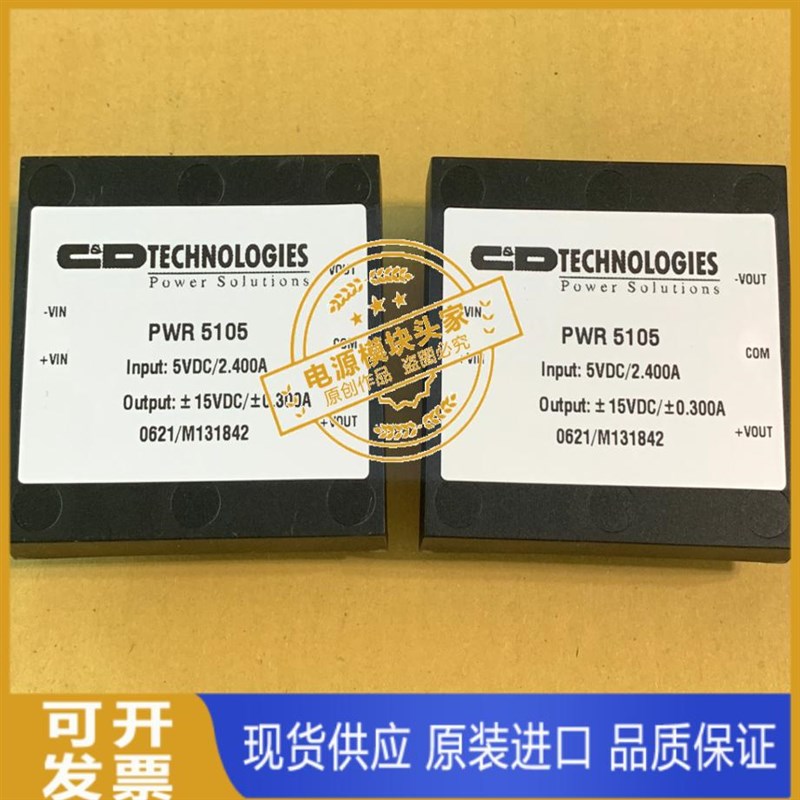 C&D TECHNOLOGIES
Power Solutions
-VIN
+VIN
-VOUT
COM
+VOUT
PWR 5105
Input: 5VDC/2.400A
Output: ±15VDC/±0.300A
0621/M131842
C&D TECHNOLOGIES
Power Solutions
VIN
+VIN
-VOUT
COM
+VOUT
PWR 5105
Input: 5VDC/2.400A
Output: ±15VDC/±0.300A
0621/M131842
电源模块头家
原创作品 盗图必究
可开
发票
现货供应 原装进口 品质保证